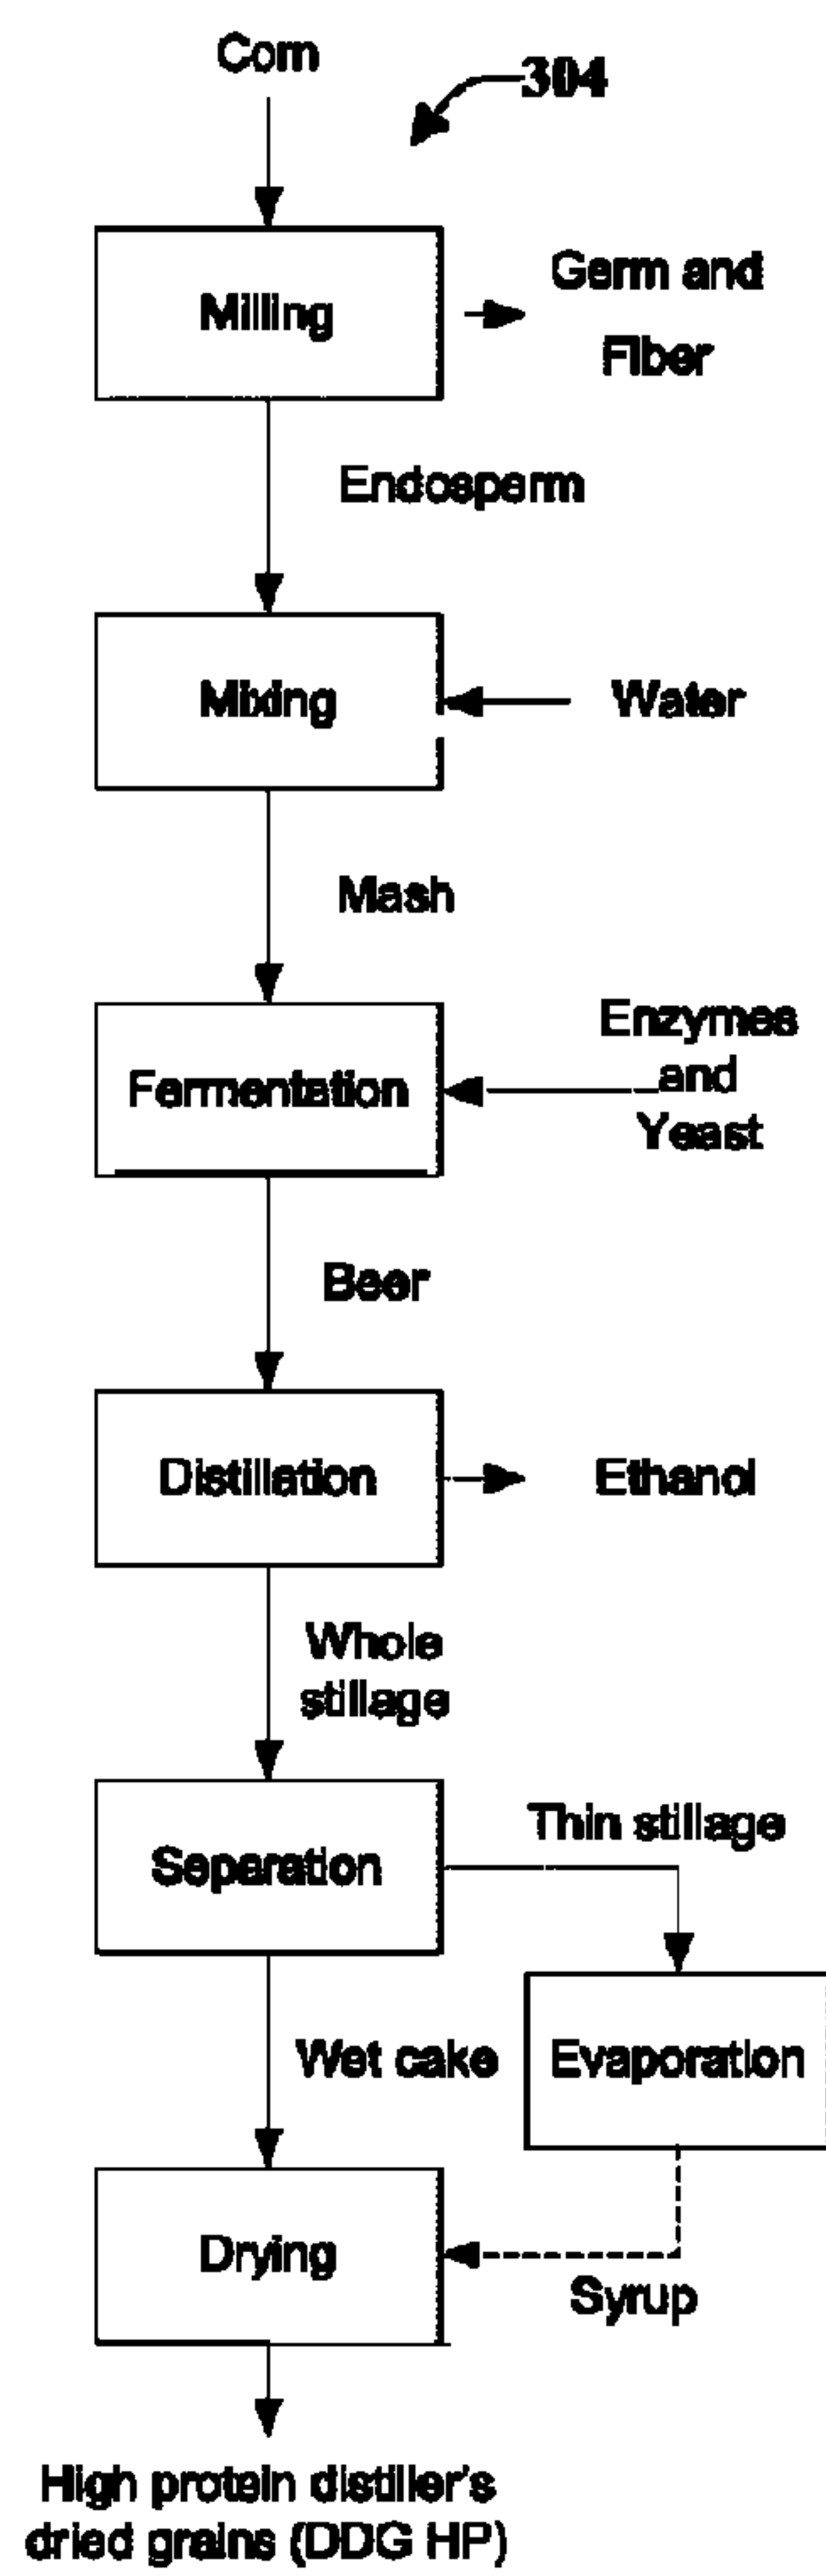 Corn
304
Milling
Germ and
Fiber
Endosperm
Mixing
Water
Mash
Fermentation
Enzymes
and
Yeast
Beer
Distillation
Ethanol
Whole
stillage
Separation
Thin stillage
Wet cake
Evaporation
Drying
Syrup
High protein distiller's
dried grains (DDG HP)